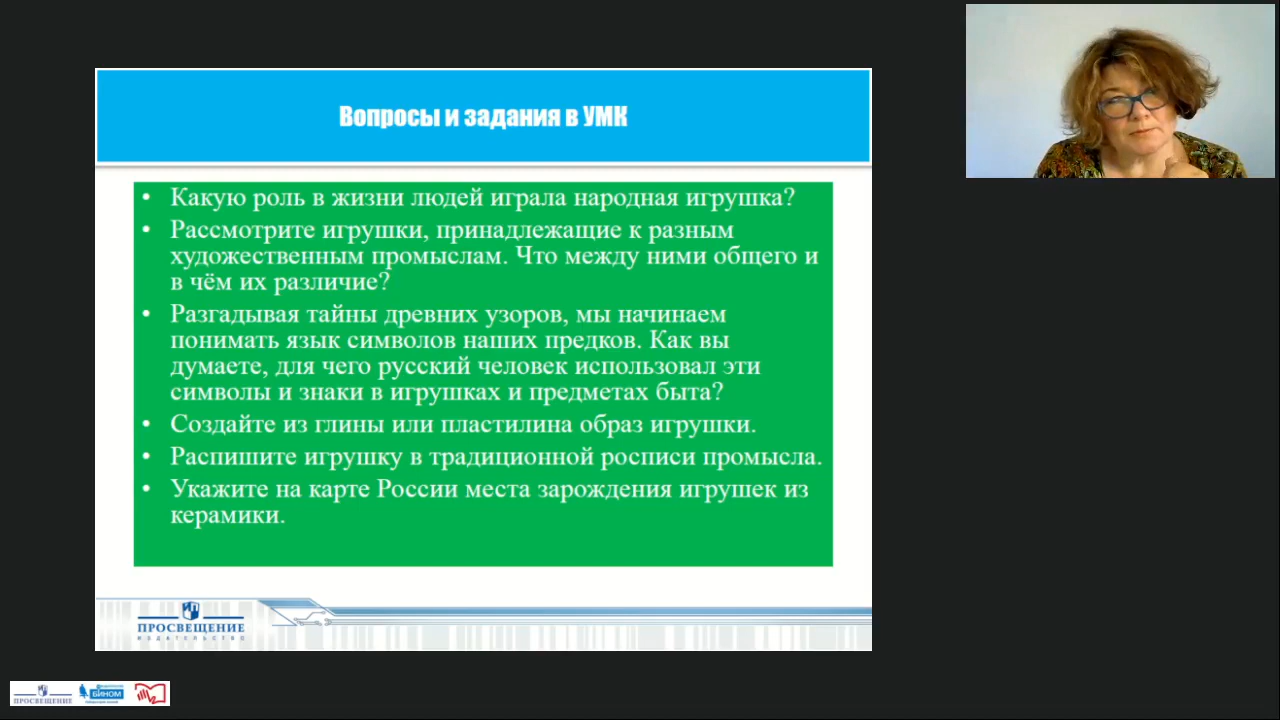 Вопросы и задания в УМК
• Какую роль в жизни людей играла народная игрушка?
• Рассмотрите игрушки, принадлежащие к разным
художественным промыслам. Что между ними общего и
в чём их различие?
• Разгадывая тайны древних узоров, мы начинаем
понимать язык символов наших предков. Как вы
думаете, для чего русский человек использовал эти
символы и знаки в игрушках и предметах быта?
• Создайте из глины или пластилина образ игрушки.
• Распишите игрушку в традиционной росписи промысла.
• Укажите на карте России места зарождения игрушек из
керамики.
ПРОСВЕЩЕНИЕ
ИЗДАТЕЛЬСТВО
ПРОСВЕЩЕНИЕ
БИНОМ